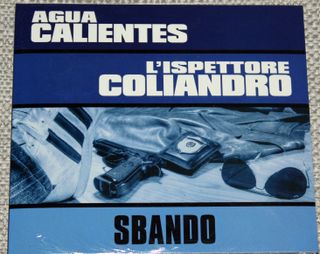 AGUA
CALIENTES
L'ISPETTORE
COLIANDRO
SBANDO